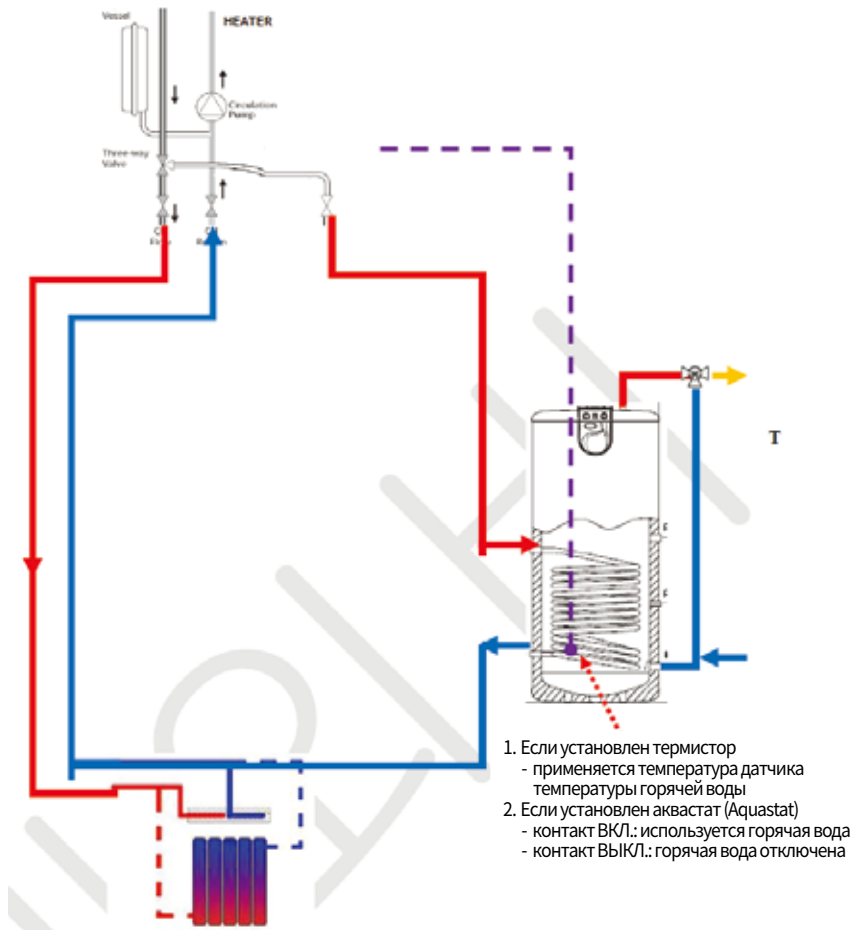 Vessel
HEATER
Circulation
Pump
Three-way
Valve
T
1. Если установлен термистор
- применяется температура датчика
температуры горячей воды
2. Если установлен аквастат (Aquastat)
- контакт ВКЛ.: используется горячая вода
- контакт ВЫКЛ.: горячая вода отключена